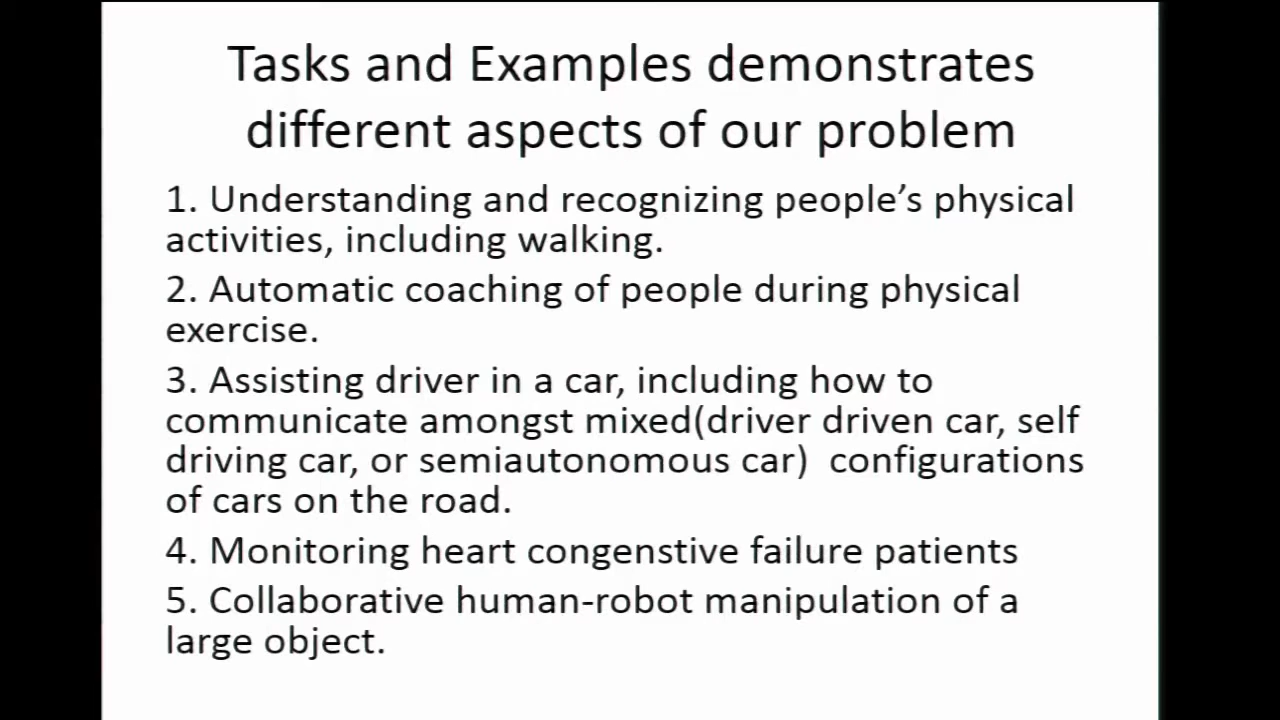 Tasks and Examples demonstrates
different aspects of our problem
1. Understanding and recognizing people’s physical
activities, including walking.
2. Automatic coaching of people during physical
exercise.
3. Assisting driver in a car, including how to
communicate amongst mixed(driver driven car, self
driving car, or semiautonomous car)  configurations
of cars on the road.
4. Monitoring heart congenstive failure patients
5. Collaborative human-robot manipulation of a
large object.